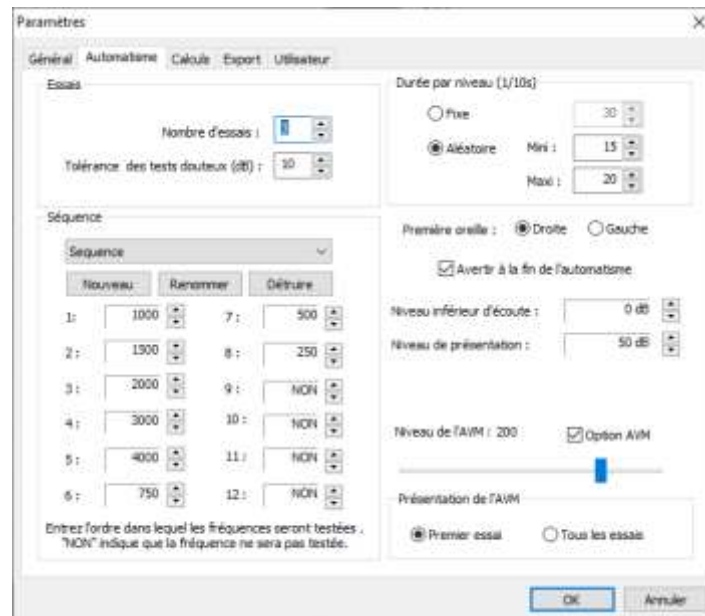 Paramètres
Général Automatisme Calculs Export Utilisateur
Essais
Nombre d'essais :
Tolérance des tests douteux (dB) : 10
Durée par niveau (1/10s)
Fixe 30
Aléatoire Mini : 15
Maxi : 20
Séquence
Sequence
Nouveau Renommer Détruire
1: 1000 7 : 500
2 : 1500 8 : 250
3 : 2000 9 : NON
4 : 3000 10 : NON
5 : 4000 11 : NON
6 : 750 12 : NON
Entrez l'ordre dans lequel les fréquences seront testées .
"NON" indique que la fréquence ne sera pas testée.
Première oreille : Droite Gauche
Avertir à la fin de l'automatisme
Niveau inférieur d'écoute : 0 dB
Niveau de présentation : 50 dB
Niveau de l'AVM : 200 Option AVM
Présentation de l'AVM
Premier essai Tous les essais
OK Annuler